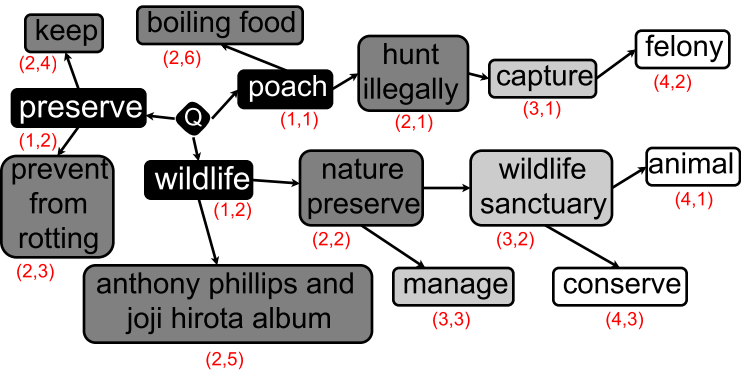 keep
(2,4)
boiling food
(2,6)
hunt
illegally
(2,1)
felony
(4,2)
capture
(3,1)
poach
(1,1)
preserve
(1,2)
Q
prevent
from
rotting
(2,3)
wildlife
(1,2)
nature
preserve
(2,2)
wildlife
sanctuary
(3,2)
animal
(4,1)
anthony phillips and
joji hirota album
(2,5)
manage
(3,3)
conserve
(4,3)